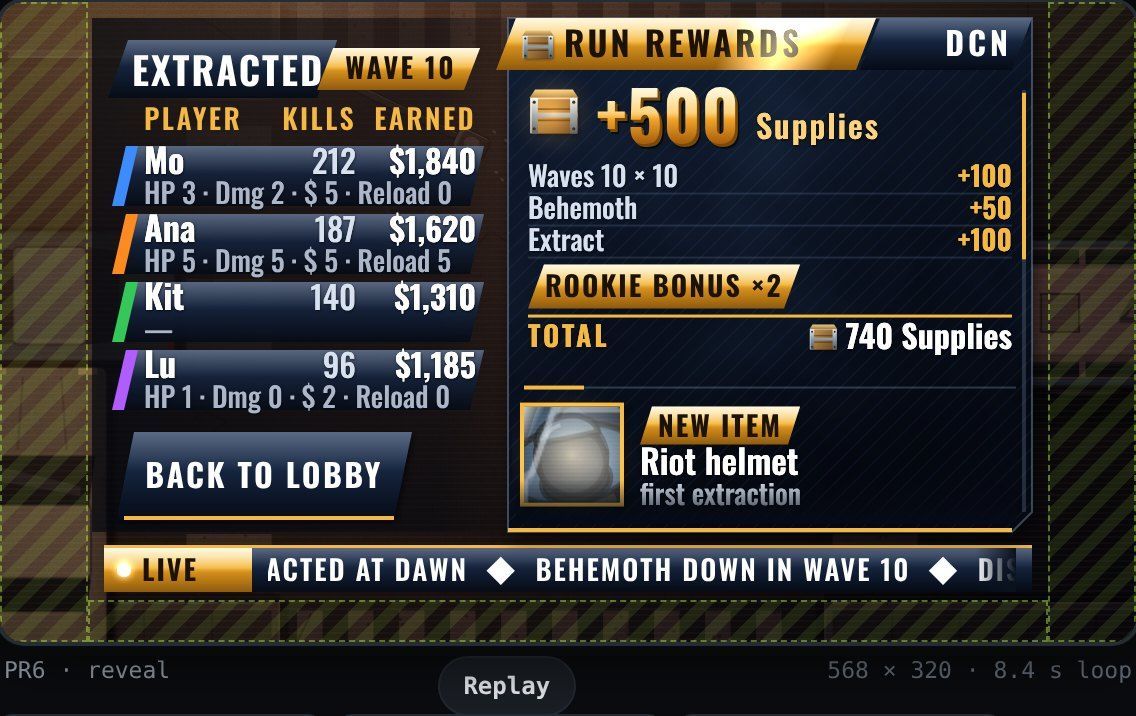 EXTRACTED WAVE 10
PLAYER KILLS EARNED
Mo 212 $1,840
HP 3 · Dmg 2 · $ 5 · Reload 0
Ana 187 $1,620
HP 5 · Dmg 5 · $ 5 · Reload 5
Kit 140 $1,310
—
Lu 96 $1,185
HP 1 · Dmg 0 · $ 2 · Reload 0
BACK TO LOBBY
RUN REWARDS DCN
+500 Supplies
Waves 10 × 10 +100
Behemoth +50
Extract +100
ROOKIE BONUS ×2
TOTAL 740 Supplies
NEW ITEM
Riot helmet
first extraction
LIVE ACTED AT DAWN ◆ BEHEMOTH DOWN IN WAVE 10 ◆ DIS
PR6 · reveal
Replay
568 × 320 · 8.4 s loop